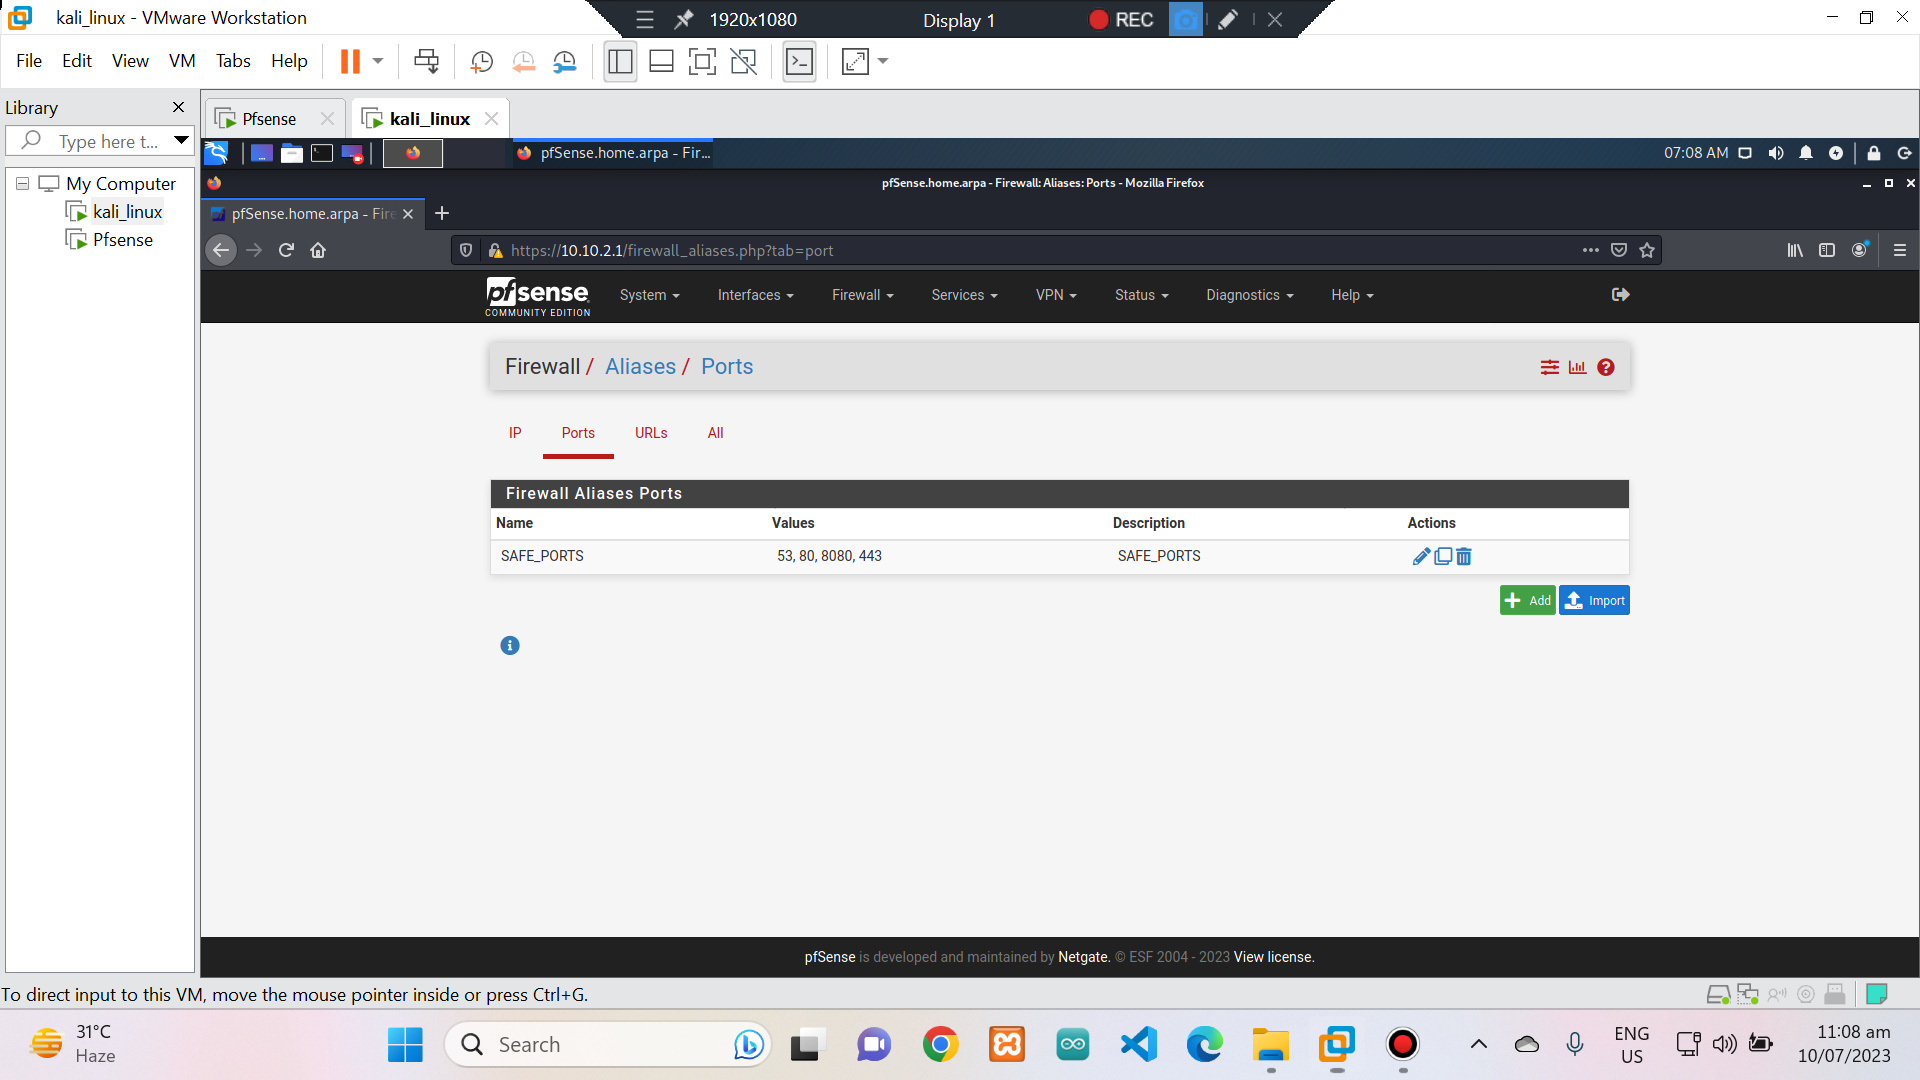 kali_linux - VMware Workstation
1920x1080 Display 1 REC
File Edit View VM Tabs Help
Library
Type here t...
My Computer
kali_linux
Pfsense
Pfsense kali_linux
pfSense.home.arpa - Fir...
07:08 AM
pfSense.home.arpa - Firewall: Aliases: Ports - Mozilla Firefox
pfSense.home.arpa - Fire
https://10.10.2.1/firewall_aliases.php?tab=port
pfsense
COMMUNITY EDITION
System Interfaces Firewall Services VPN Status Diagnostics Help
Firewall / Aliases / Ports
IP Ports URLs All
Firewall Aliases Ports
Name Values Description Actions
SAFE_PORTS 53, 80, 8080, 443 SAFE_PORTS
Add Import
pfSense is developed and maintained by Netgate. © ESF 2004 - 2023 View license.
To direct input to this VM, move the mouse pointer inside or press Ctrl+G.
31°C
Haze
Search
ENG
US
11:08 am
10/07/2023